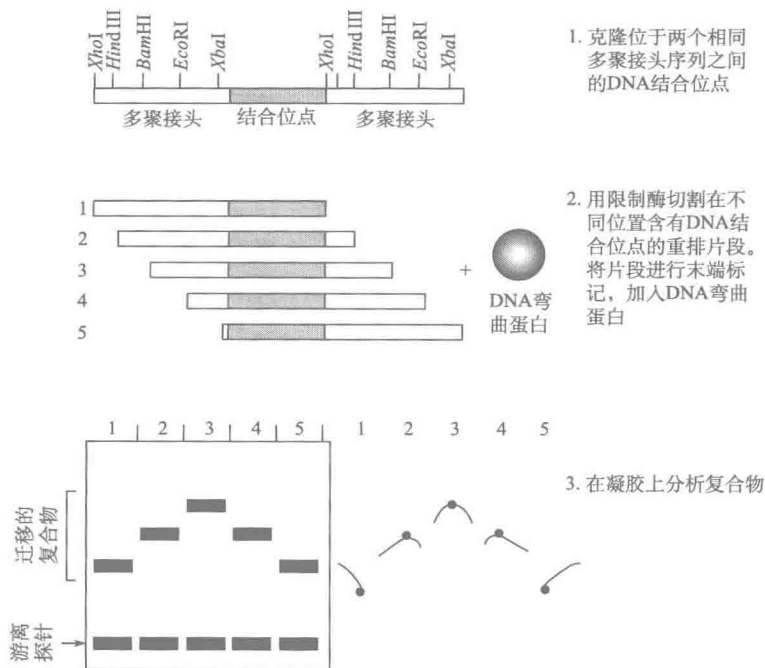 XhoI
HindIII
BamHI
EcoRI
XbaI
XhoI
HindIII
BamHI
EcoRI
XbaI
多聚接头
结合位点
多聚接头
1. 克隆位于两个相同
多聚接头序列之间
的DNA结合位点
1
2
3
4
5
+
DNA弯
曲蛋白
2. 用限制酶切割在不
同位置含有DNA结
合位点的重排片段。
将片段进行末端标
记，加入DNA弯曲
蛋白
1 2 3 4 5
1 2 3 4 5
迁移的
复合物
游离
探针
3. 在凝胶上分析复合物